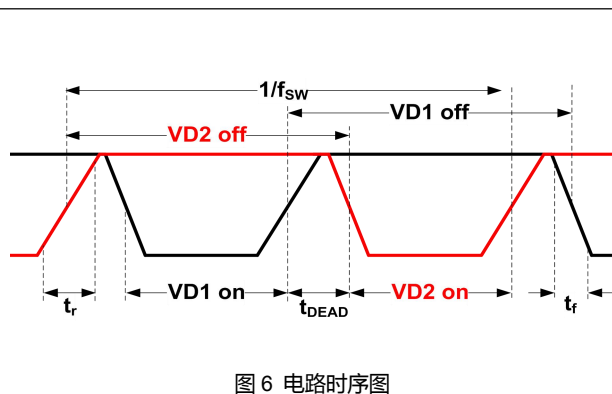 1/fSW
VD1 off
VD2 off
tr
VD1 on
tDEAD
VD2 on
tf
图 6 电路时序图